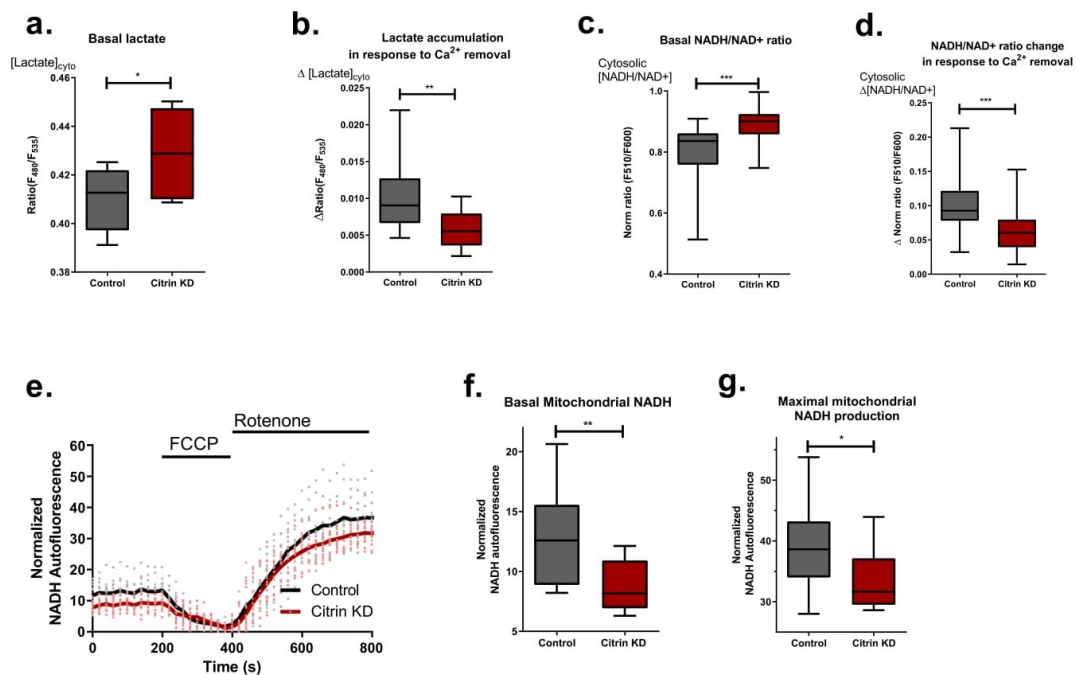 a.
Basal lactate
[Lactate]cyto
*
Ratio(F480/F535)
0.46
0.44
0.42
0.40
0.38
Control
Citrin KD
b.
Lactate accumulation
in response to Ca2+ removal
Δ [Lactate]cyto
**
ΔRatio(F480/F535)
0.025
0.020
0.015
0.010
0.005
0.000
Control
Citrin KD
c.
Basal NADH/NAD+ ratio
Cytosolic
[NADH/NAD+]
***
Norm ratio (F510/F600)
1.0
0.8
0.6
0.4
Control
Citrin KD
d.
NADH/NAD+ ratio change
in response to Ca2+ removal
Cytosolic
Δ[NADH/NAD+]
***
Δ Norm ratio (F510/F600)
0.25
0.20
0.15
0.10
0.05
0.00
Control
Citrin KD
e.
Rotenone
FCCP
Normalized
NADH Autofluorescence
60
50
40
30
20
10
0
Control
Citrin KD
0
200
400
600
800
Time (s)
f.
Basal Mitochondrial NADH
**
Normalized
NADH autofluorescence
20
15
10
5
Control
Citrin KD
g.
Maximal mitochondrial
NADH production
*
Normalized
NADH Autofluorescence
50
40
30
Control
Citrin KD